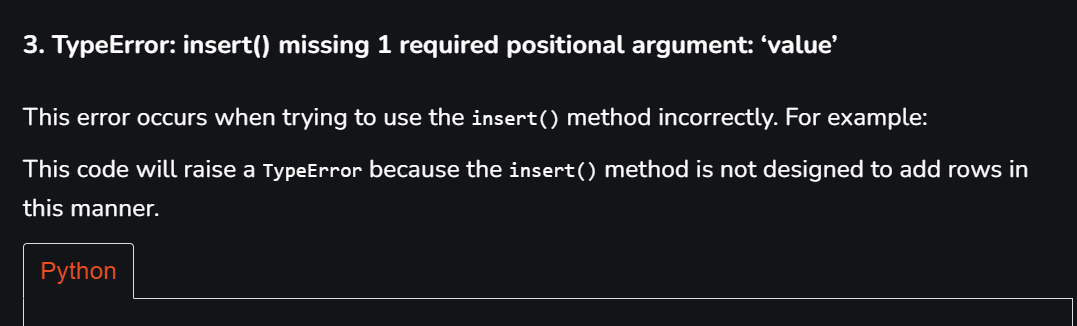 3. TypeError: insert() missing 1 required positional argument: ‘value’
This error occurs when trying to use the insert() method incorrectly. For example:
This code will raise a TypeError because the insert() method is not designed to add rows in
this manner.
Python